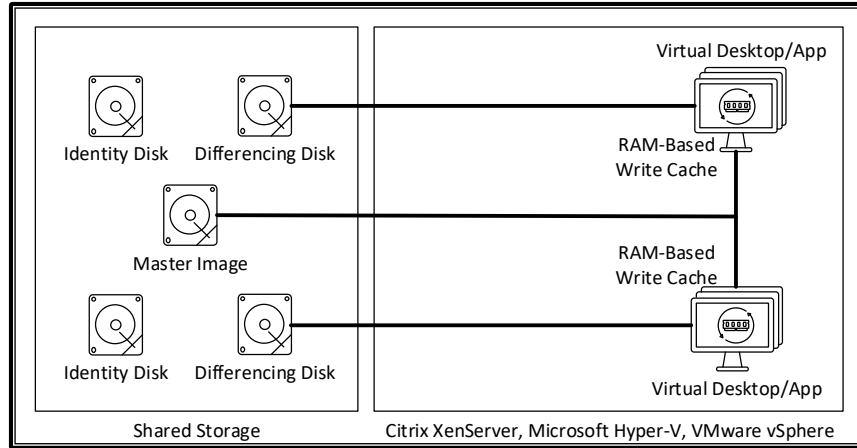 Virtual Desktop/App
Identity Disk
Differencing Disk
RAM-Based
Write Cache
Master Image
RAM-Based
Write Cache
Identity Disk
Differencing Disk
Virtual Desktop/App
Shared Storage
Citrix XenServer, Microsoft Hyper-V, VMware vSphere